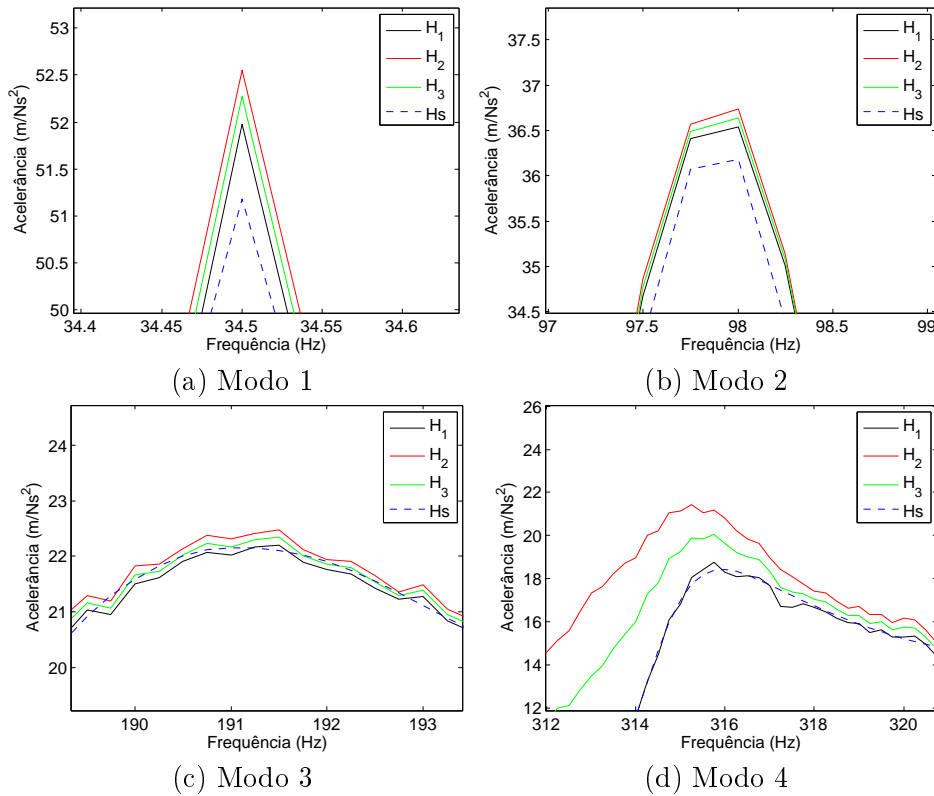 53
52.5
52
51.5
51
50.5
50
Acelerância (m/Ns²)
34.4
34.45
34.5
34.55
34.6
Frequência (Hz)
H₁
H₂
H₃
Hs
(a) Modo 1
37.5
37
36.5
36
35.5
35
34.5
Acelerância (m/Ns²)
97
97.5
98
98.5
99
Frequência (Hz)
H₁
H₂
H₃
Hs
(b) Modo 2
24
23
22
21
20
Acelerância (m/Ns²)
190
191
192
193
Frequência (Hz)
H₁
H₂
H₃
Hs
(c) Modo 3
26
24
22
20
18
16
14
12
Acelerância (m/Ns²)
312
314
316
318
320
Frequência (Hz)
H₁
H₂
H₃
Hs
(d) Modo 4